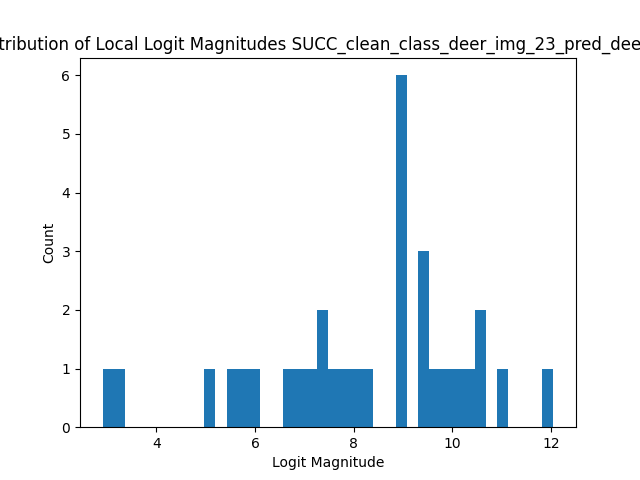 tribution of Local Logit Magnitudes SUCC_clean_class_deer_img_23_pred_dee
6
5
4
3
2
1
0
Count
4 6 8 10 12
Logit Magnitude